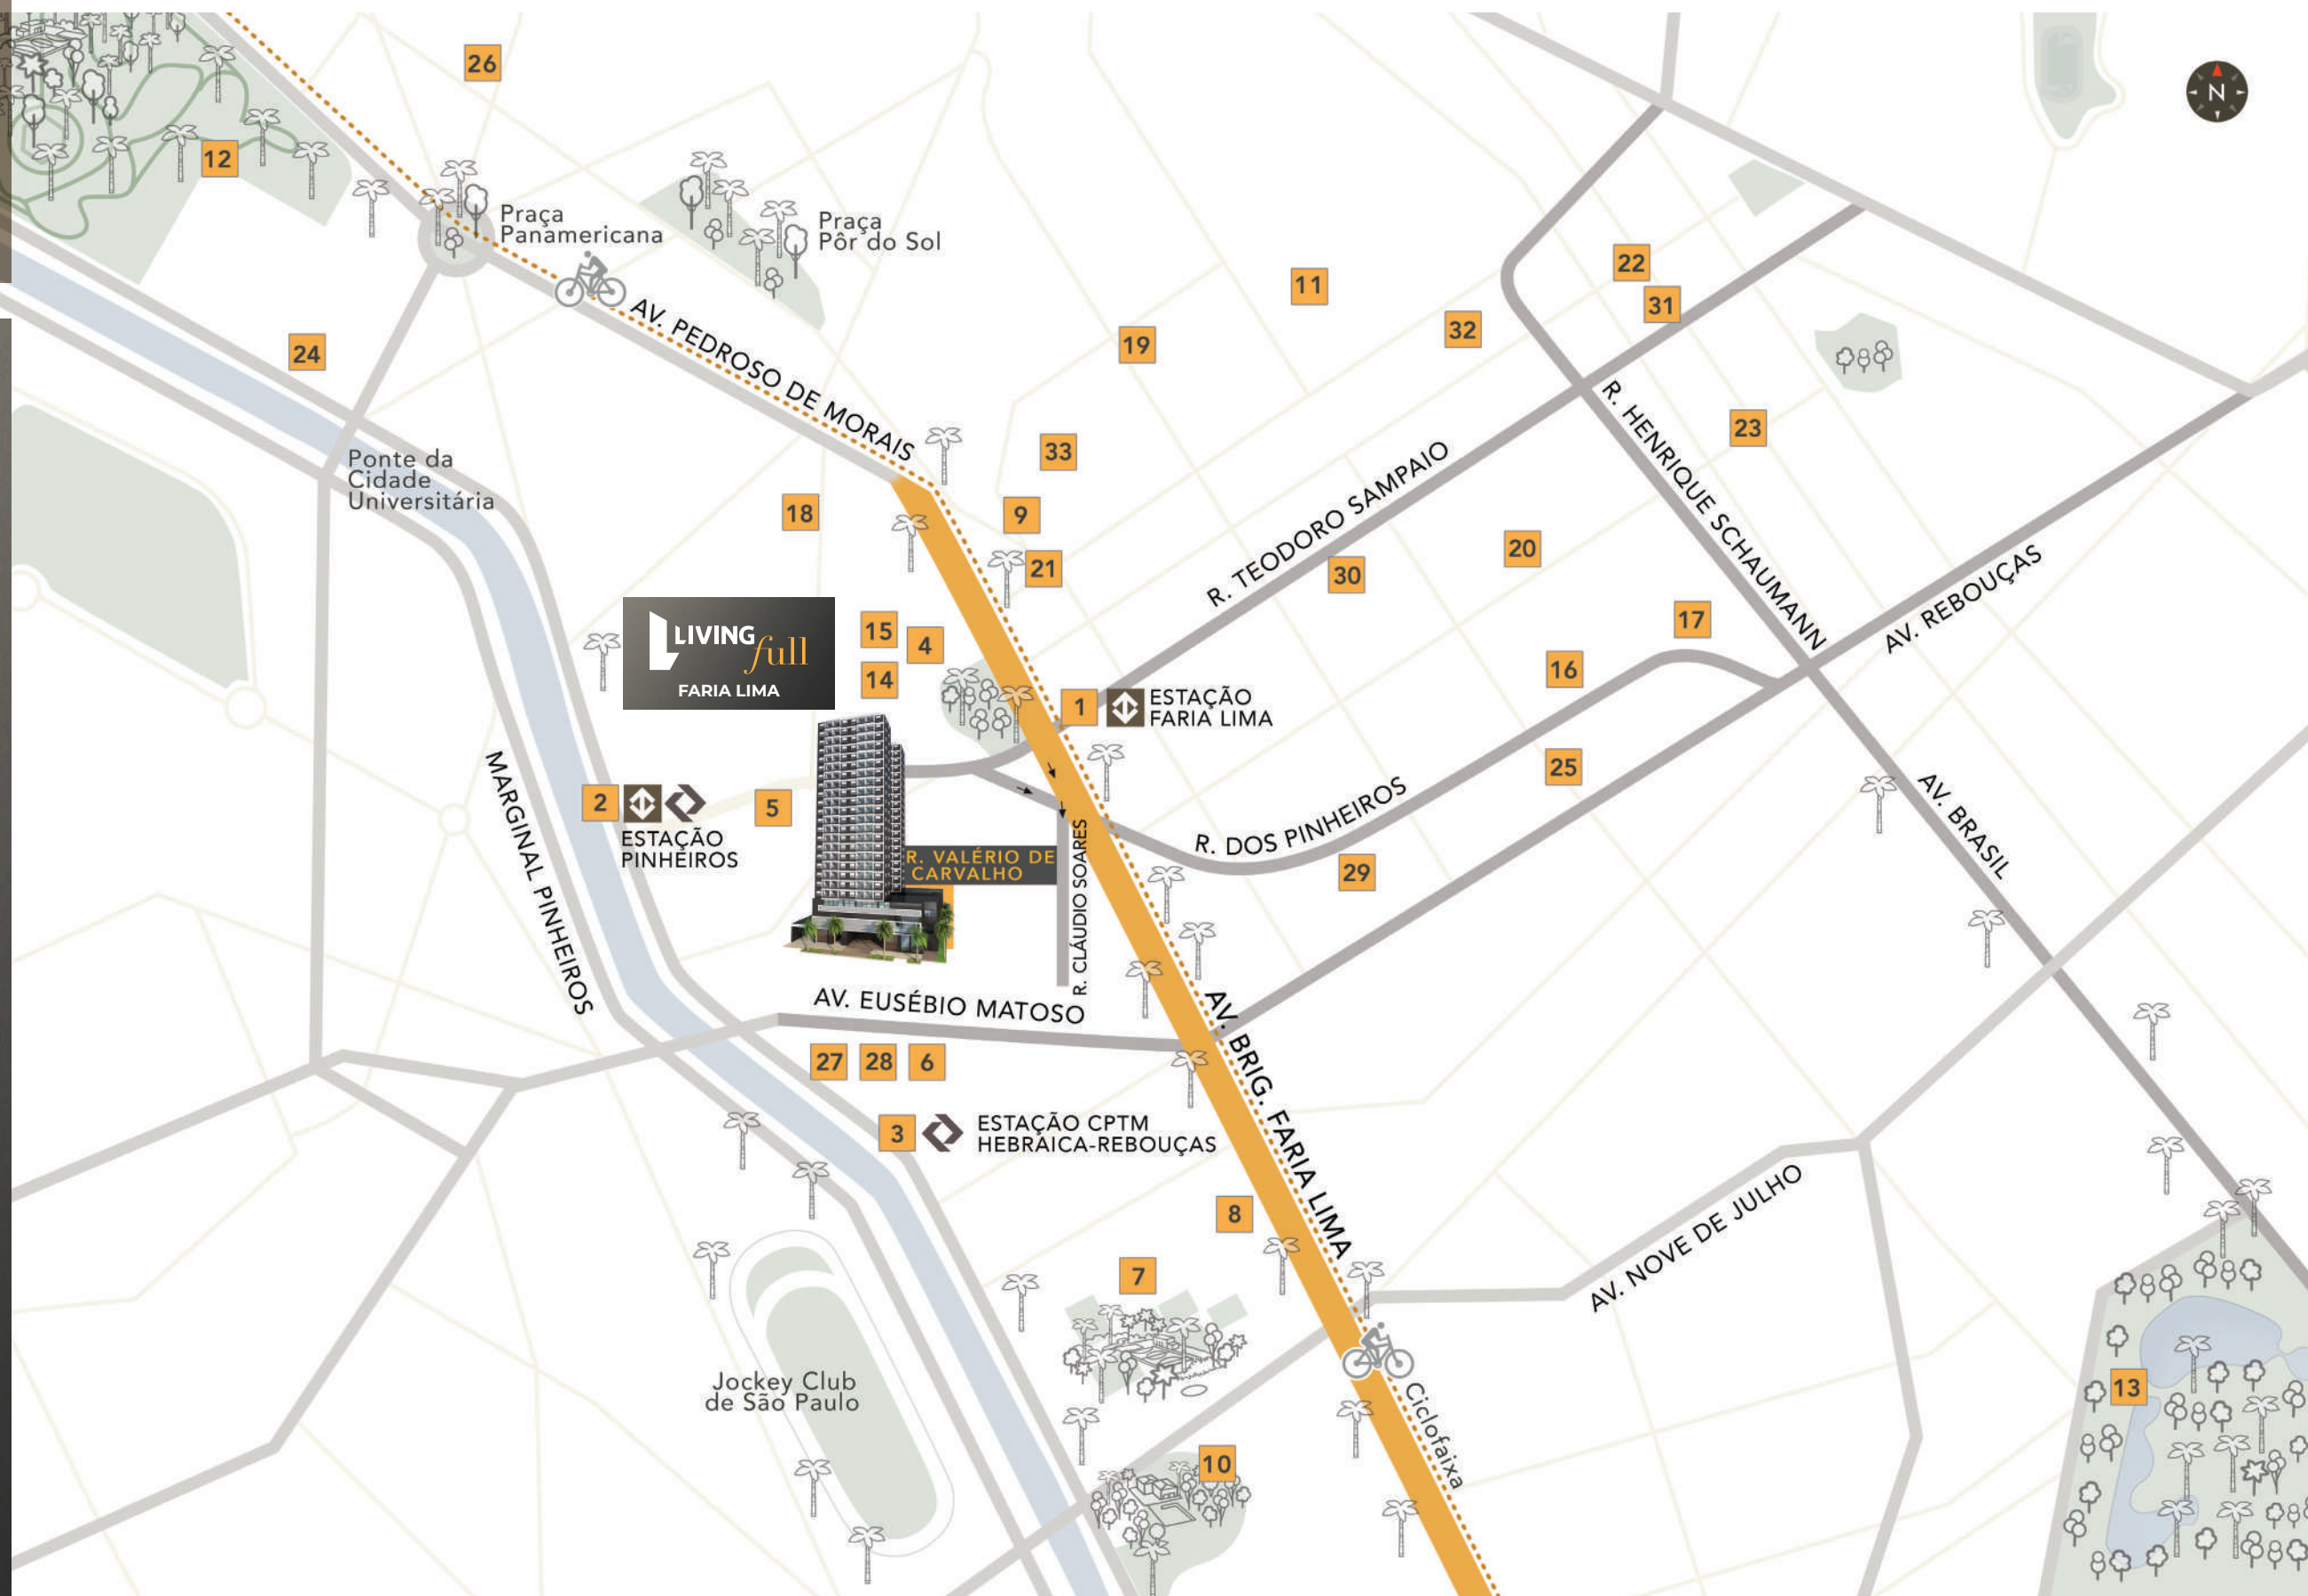 26
N
12
Praça
Panamericana
Praça
Pôr do Sol
22
11
31
32
19
24
AV. PEDROSO DE MORAIS
R. HENRIQUE SCHAUMANN
23
33
Ponte da
Cidade
Universitária
18
9
R. TEODORO SAMPAIO
20
21
30
AV. REBOUÇAS
LIVING
full
FARIA LIMA
15
4
17
14
16
1
ESTAÇÃO
FARIA LIMA
MARGINAL PINHEIROS
2
ESTAÇÃO
PINHEIROS
5
25
AV. BRASIL
R. DOS PINHEIROS
R. VALÉRIO DE
CARVALHO
R. CLÁUDIO SOARES
29
AV. EUSÉBIO MATOSO
27
28
6
AV. BRIG. FARIA LIMA
3
ESTAÇÃO CPTM
HEBRAICA-REBOUÇAS
8
AV. NOVE DE JULHO
7
Jockey Club
de São Paulo
Ciclofaixa
13
10